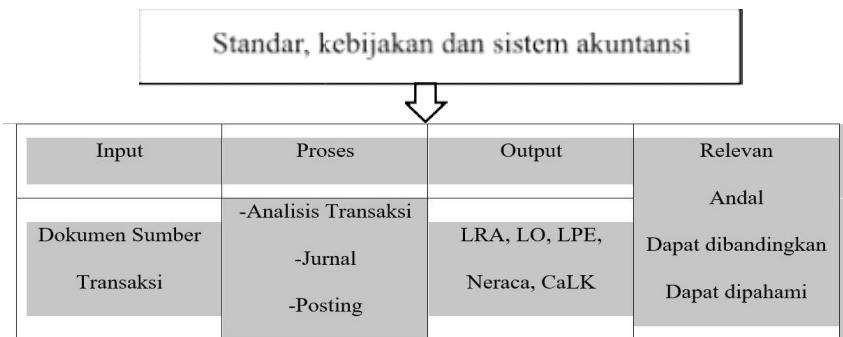 Standar, kebijakan dan sistem akuntansi
Input
Proses
Output
Relevan
Andal
Dapat dibandingkan
Dapat dipahami
Dokumen Sumber
Transaksi
-Analisis Transaksi
-Jurnal
-Posting
LRA, LO, LPE,
Neraca, CaLK